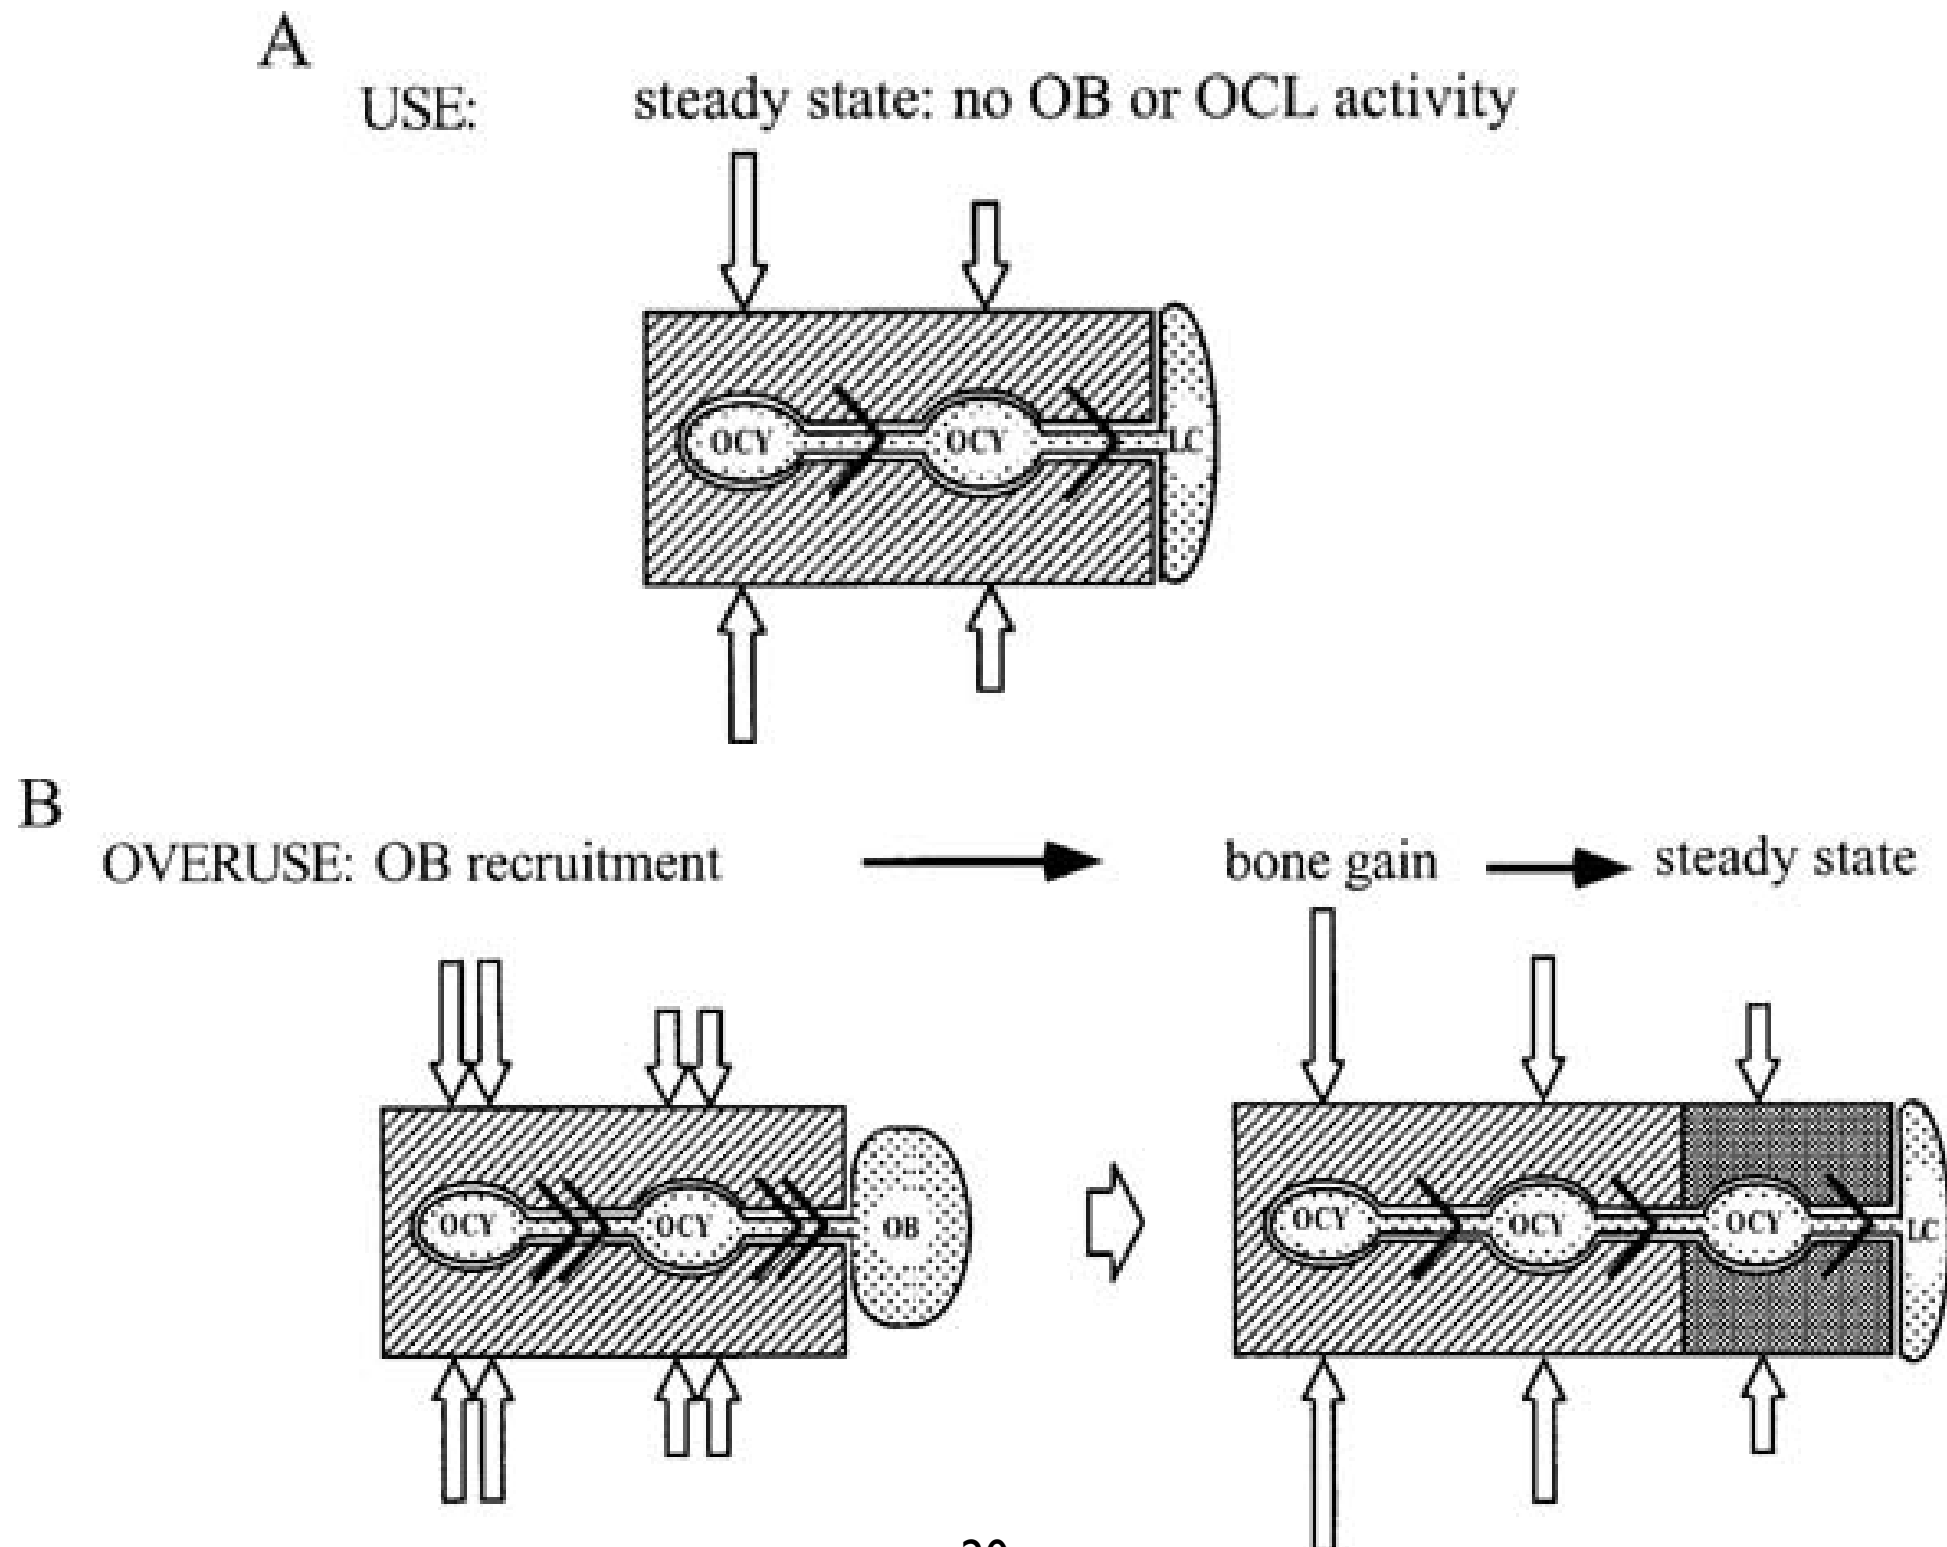 A
USE: steady state: no OB or OCL activity
OCY OCY LC
B
OVERUSE: OB recruitment bone gain steady state
OCY OCY OB OCY OCY OCY LC